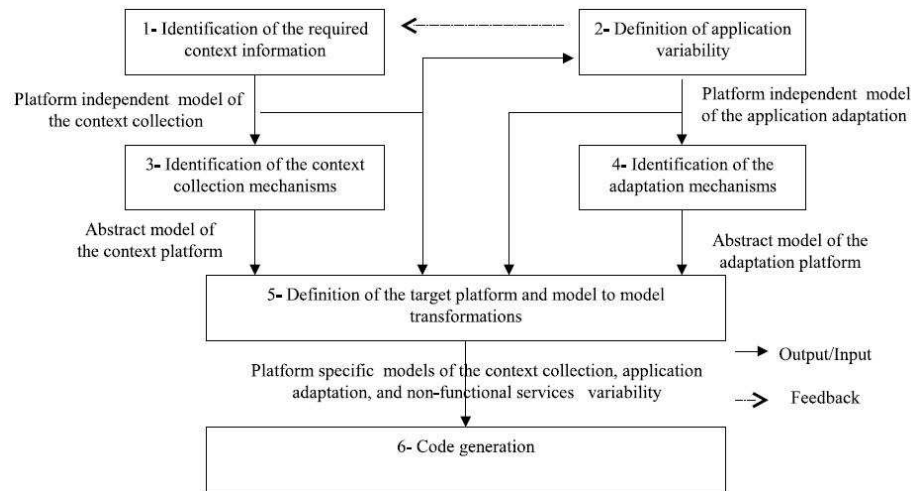 1- Identification of the required
context information
2- Definition of application
variability
Platform independent model of
the context collection
Platform independent model
of the application adaptation
3- Identification of the context
collection mechanisms
4- Identification of the
adaptation mechanisms
Abstract model of
the context platform
Abstract model of the
adaptation platform
5- Definition of the target platform and model to model
transformations
Output/Input
Platform specific models of the context collection, application
adaptation, and non-functional services variability
Feedback
6- Code generation